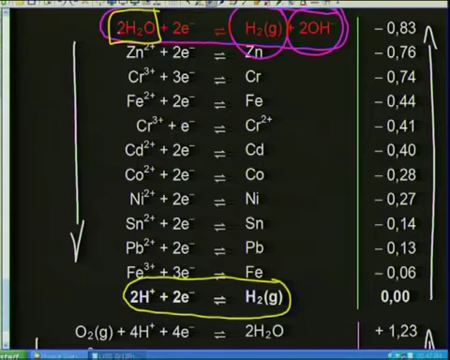 2H₂O + 2e⁻ ⇌ H₂(g) + 2OH⁻ − 0,83
Zn²⁺ + 2e⁻ ⇌ Zn − 0,76
Cr³⁺ + 3e⁻ ⇌ Cr − 0,74
Fe²⁺ + 2e⁻ ⇌ Fe − 0,44
Cr³⁺ + e⁻ ⇌ Cr²⁺ − 0,41
Cd²⁺ + 2e⁻ ⇌ Cd − 0,40
Co²⁺ + 2e⁻ ⇌ Co − 0,28
Ni²⁺ + 2e⁻ ⇌ Ni − 0,27
Sn²⁺ + 2e⁻ ⇌ Sn − 0,14
Pb²⁺ + 2e⁻ ⇌ Pb − 0,13
Fe³⁺ + 3e⁻ ⇌ Fe − 0,06
2H⁺ + 2e⁻ ⇌ H₂(g) 0,00
O₂(g) + 4H⁺ + 4e⁻ ⇌ 2H₂O + 1,23